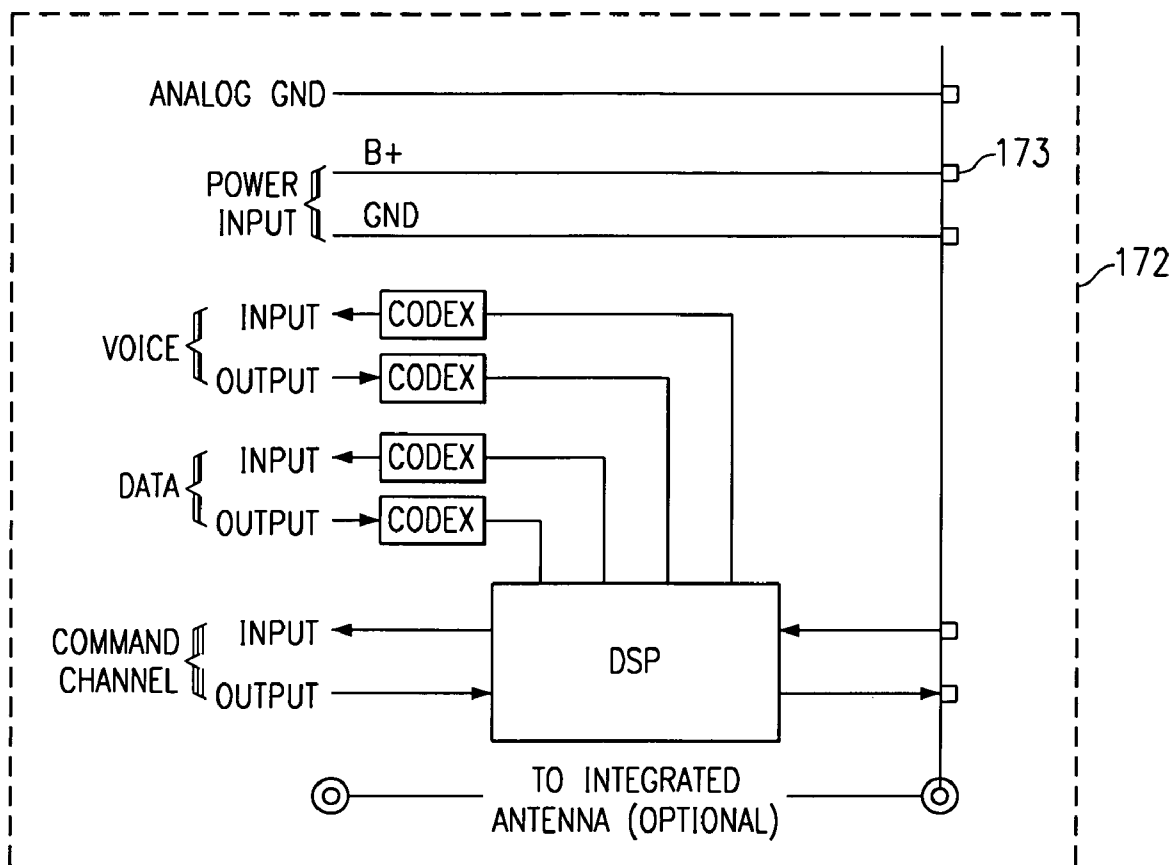 ANALOG GND
B+
173
POWER
INPUT
GND
172
INPUT
CODEX
VOICE
OUTPUT
CODEX
INPUT
CODEX
DATA
OUTPUT
CODEX
INPUT
COMMAND
CHANNEL
DSP
OUTPUT
TO INTEGRATED
ANTENNA (OPTIONAL)